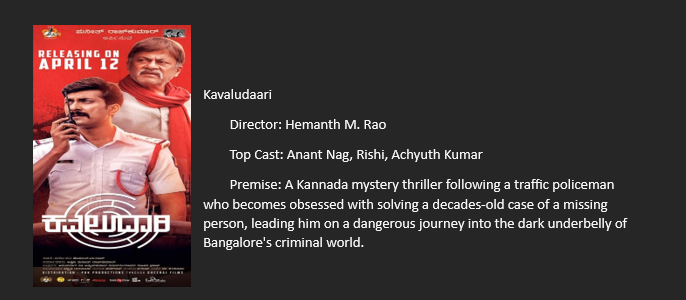 ಪುನೀತ್ ರಾಜ್‌ಕುಮಾರ್
RELEASING ON
APRIL 12
ಕವಲುದಾರಿ
Kavaludaari
Director: Hemanth M. Rao
Top Cast: Anant Nag, Rishi, Achyuth Kumar
Premise: A Kannada mystery thriller following a traffic policeman
who becomes obsessed with solving a decades-old case of a missing
person, leading him on a dangerous journey into the dark underbelly of
Bangalore's criminal world.